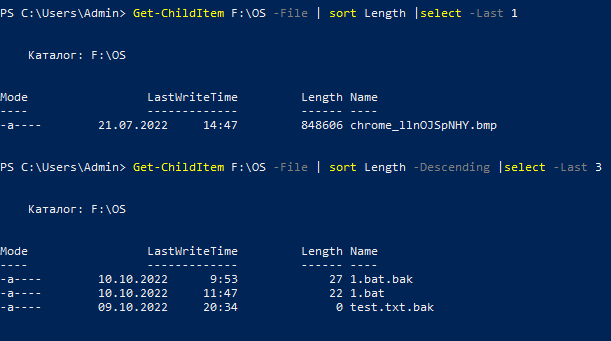 PS C:\Users\Admin> Get-ChildItem F:\OS -File | sort Length |select -Last 1
Каталог: F:\OS
Mode LastWriteTime Length Name
---- ------------- ------ ----
-a---- 21.07.2022 14:47 848606 chrome_llnOJSpNHY.bmp
PS C:\Users\Admin> Get-ChildItem F:\OS -File | sort Length -Descending |select -Last 3
Каталог: F:\OS
Mode LastWriteTime Length Name
---- ------------- ------ ----
-a---- 10.10.2022 9:53 27 1.bat.bak
-a---- 10.10.2022 11:47 22 1.bat
-a---- 09.10.2022 20:34 0 test.txt.bak